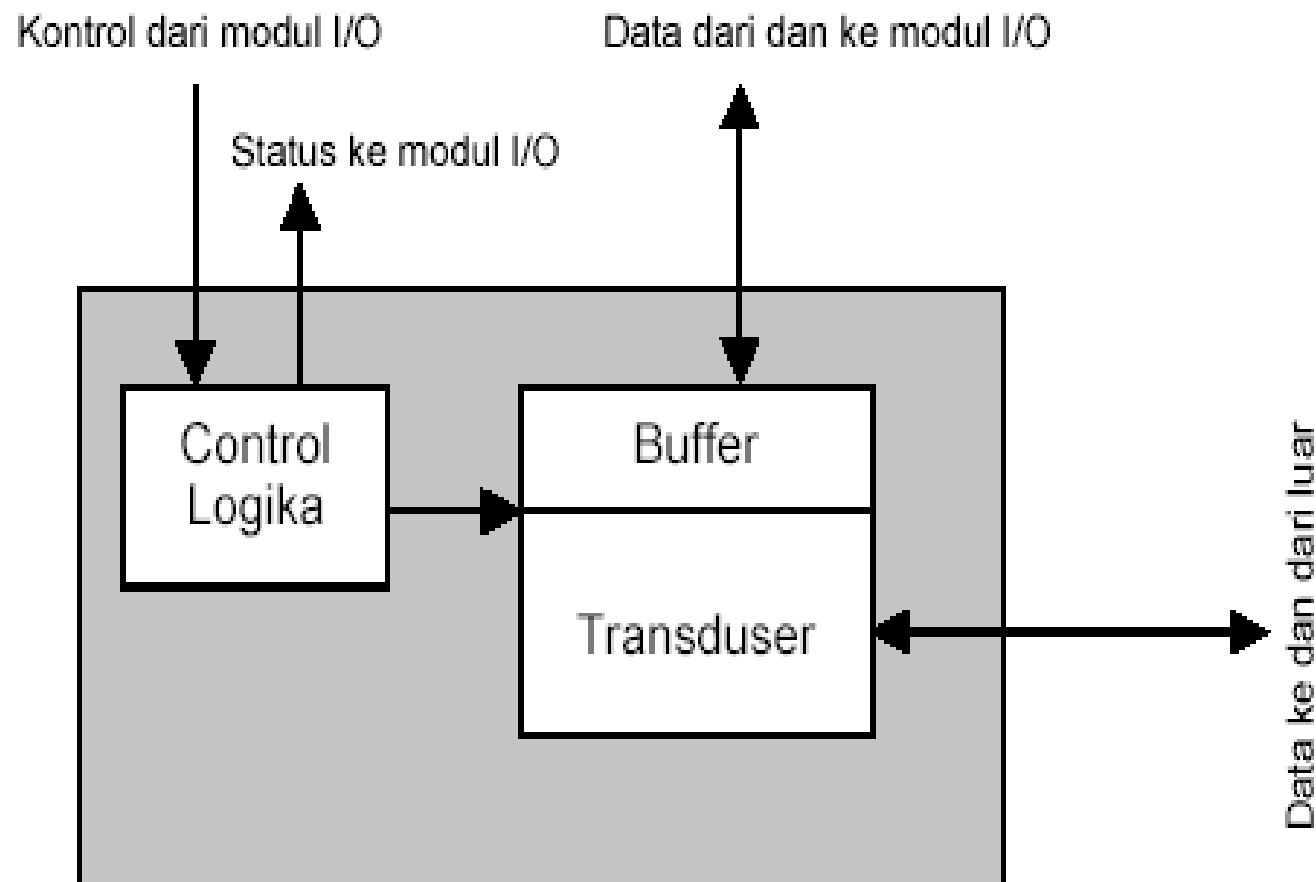 Kontrol dari modul I/O
Data dari dan ke modul I/O
Status ke modul I/O
Control
Logika
Buffer
Transduser
Data ke dan dari luar